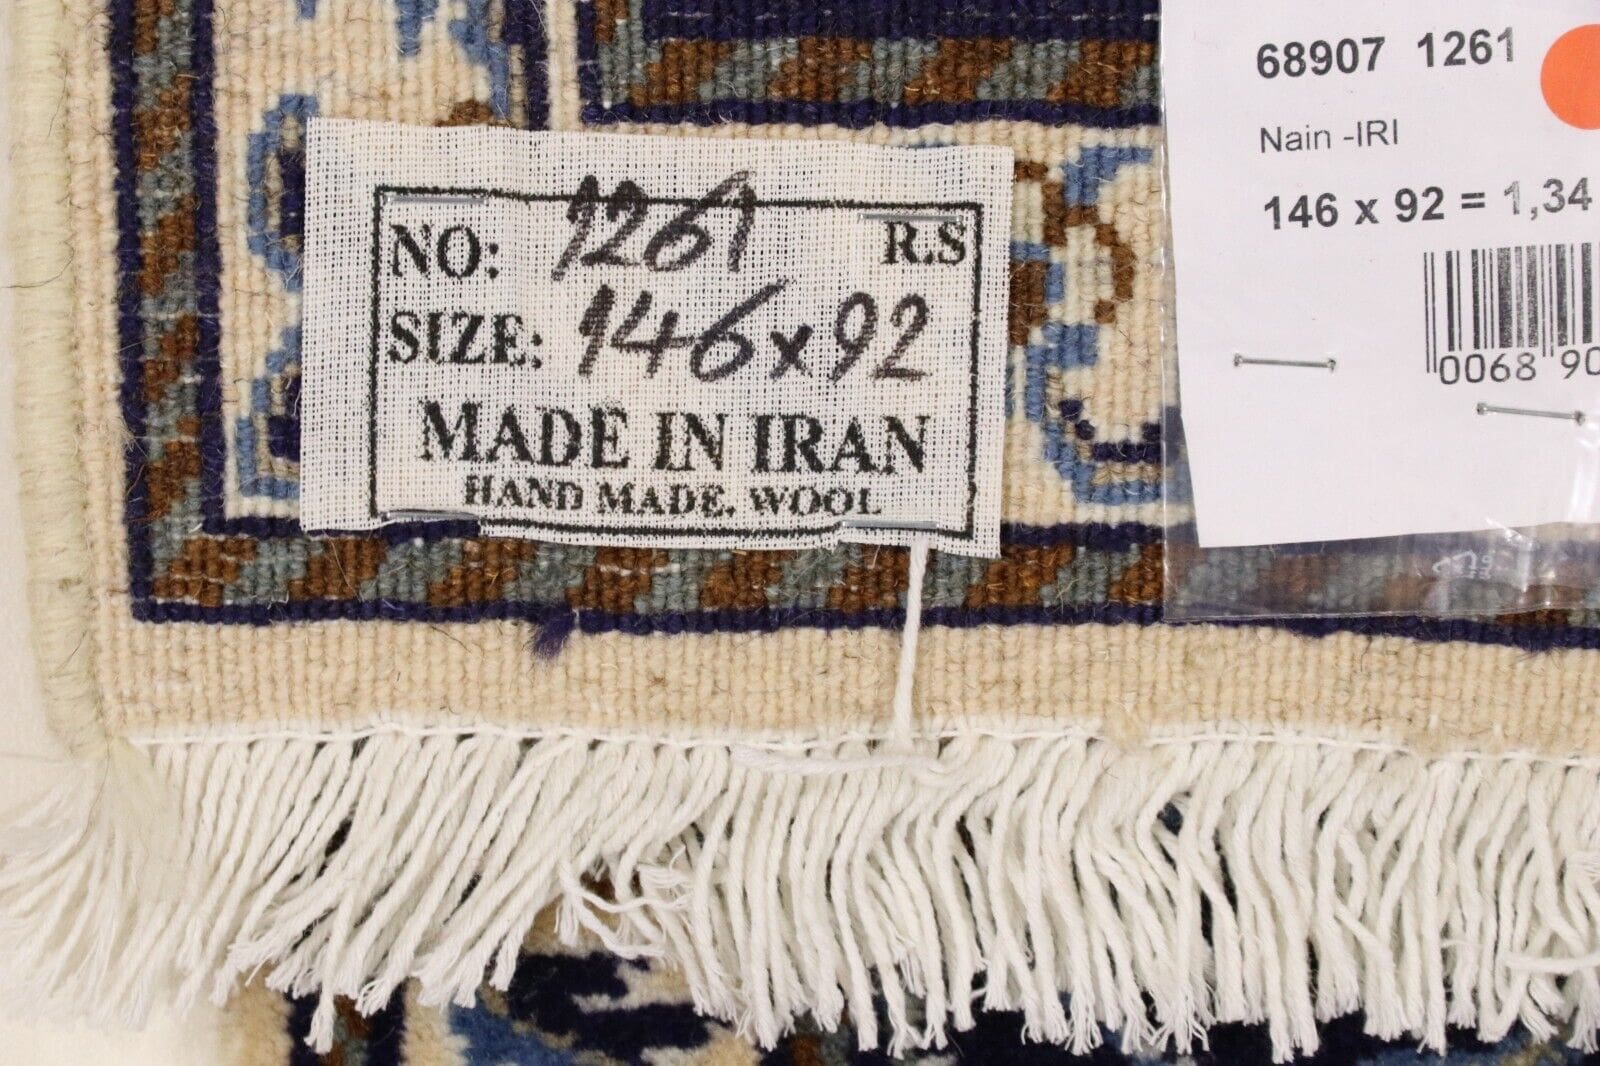 NO: 1261 R.S
SIZE: 146x92
MADE IN IRAN
HAND MADE. WOOL
68907 1261
Nain -IRI
146 x 92 = 1,34
0068 90